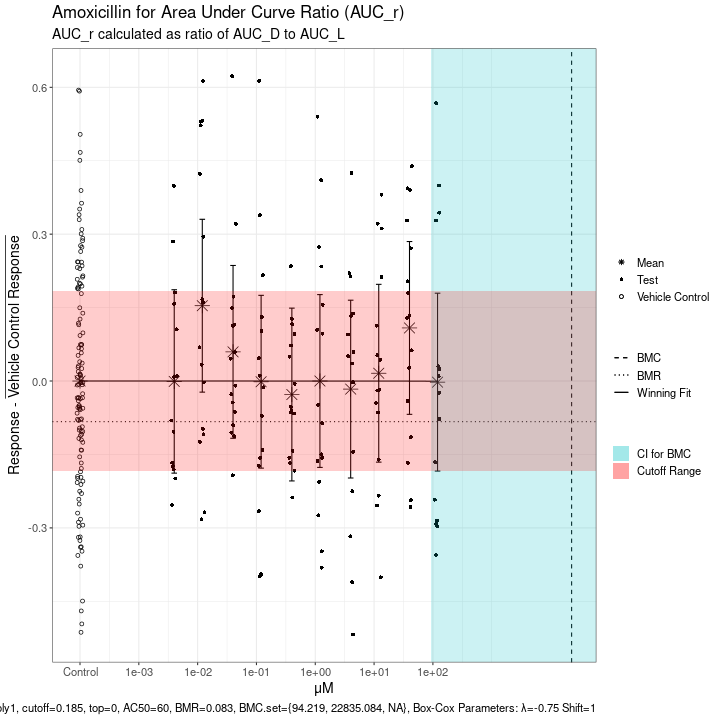 Amoxicillin for Area Under Curve Ratio (AUC_r)
AUC_r calculated as ratio of AUC_D to AUC_L
Response - Vehicle Control Response
0.6
0.3
0.0
-0.3
Control
1e-03
1e-02
1e-01
1e+00
1e+01
1e+02
μM
Mean
Test
Vehicle Control
BMC
BMR
Winning Fit
CI for BMC
Cutoff Range
cutoff=0.185, top=0, AC50=60, BMR=0.083, BMC.set={94.219, 22835.084, NA}, Box-Cox Parameters: λ=-0.75 Shift=1